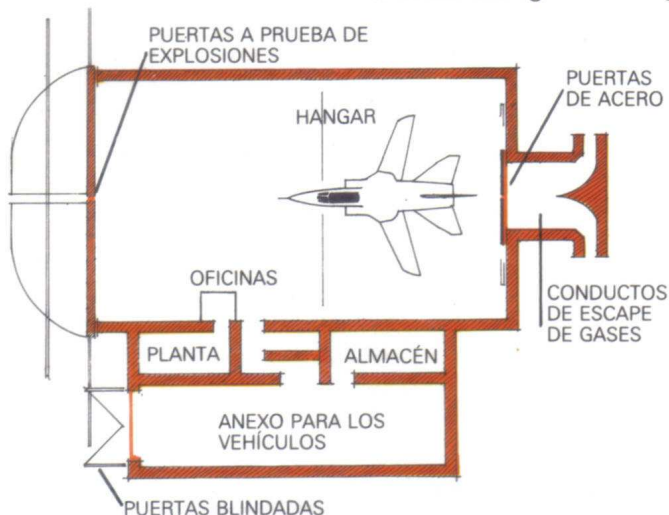 PUERTAS A PRUEBA DE
EXPLOSIONES
PUERTAS
DE ACERO
HANGAR
OFICINAS
CONDUCTOS
DE ESCAPE
DE GASES
PLANTA
ALMACÉN
ANEXO PARA LOS
VEHÍCULOS
PUERTAS BLINDADAS